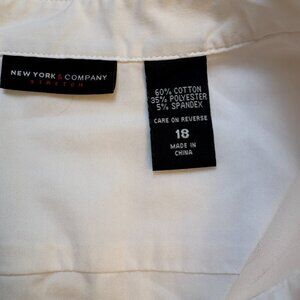 NEW YORK & COMPANY
STRETCH
60% COTTON
35% POLYESTER
5% SPANDEX
CARE ON REVERSE
18
MADE IN
CHINA